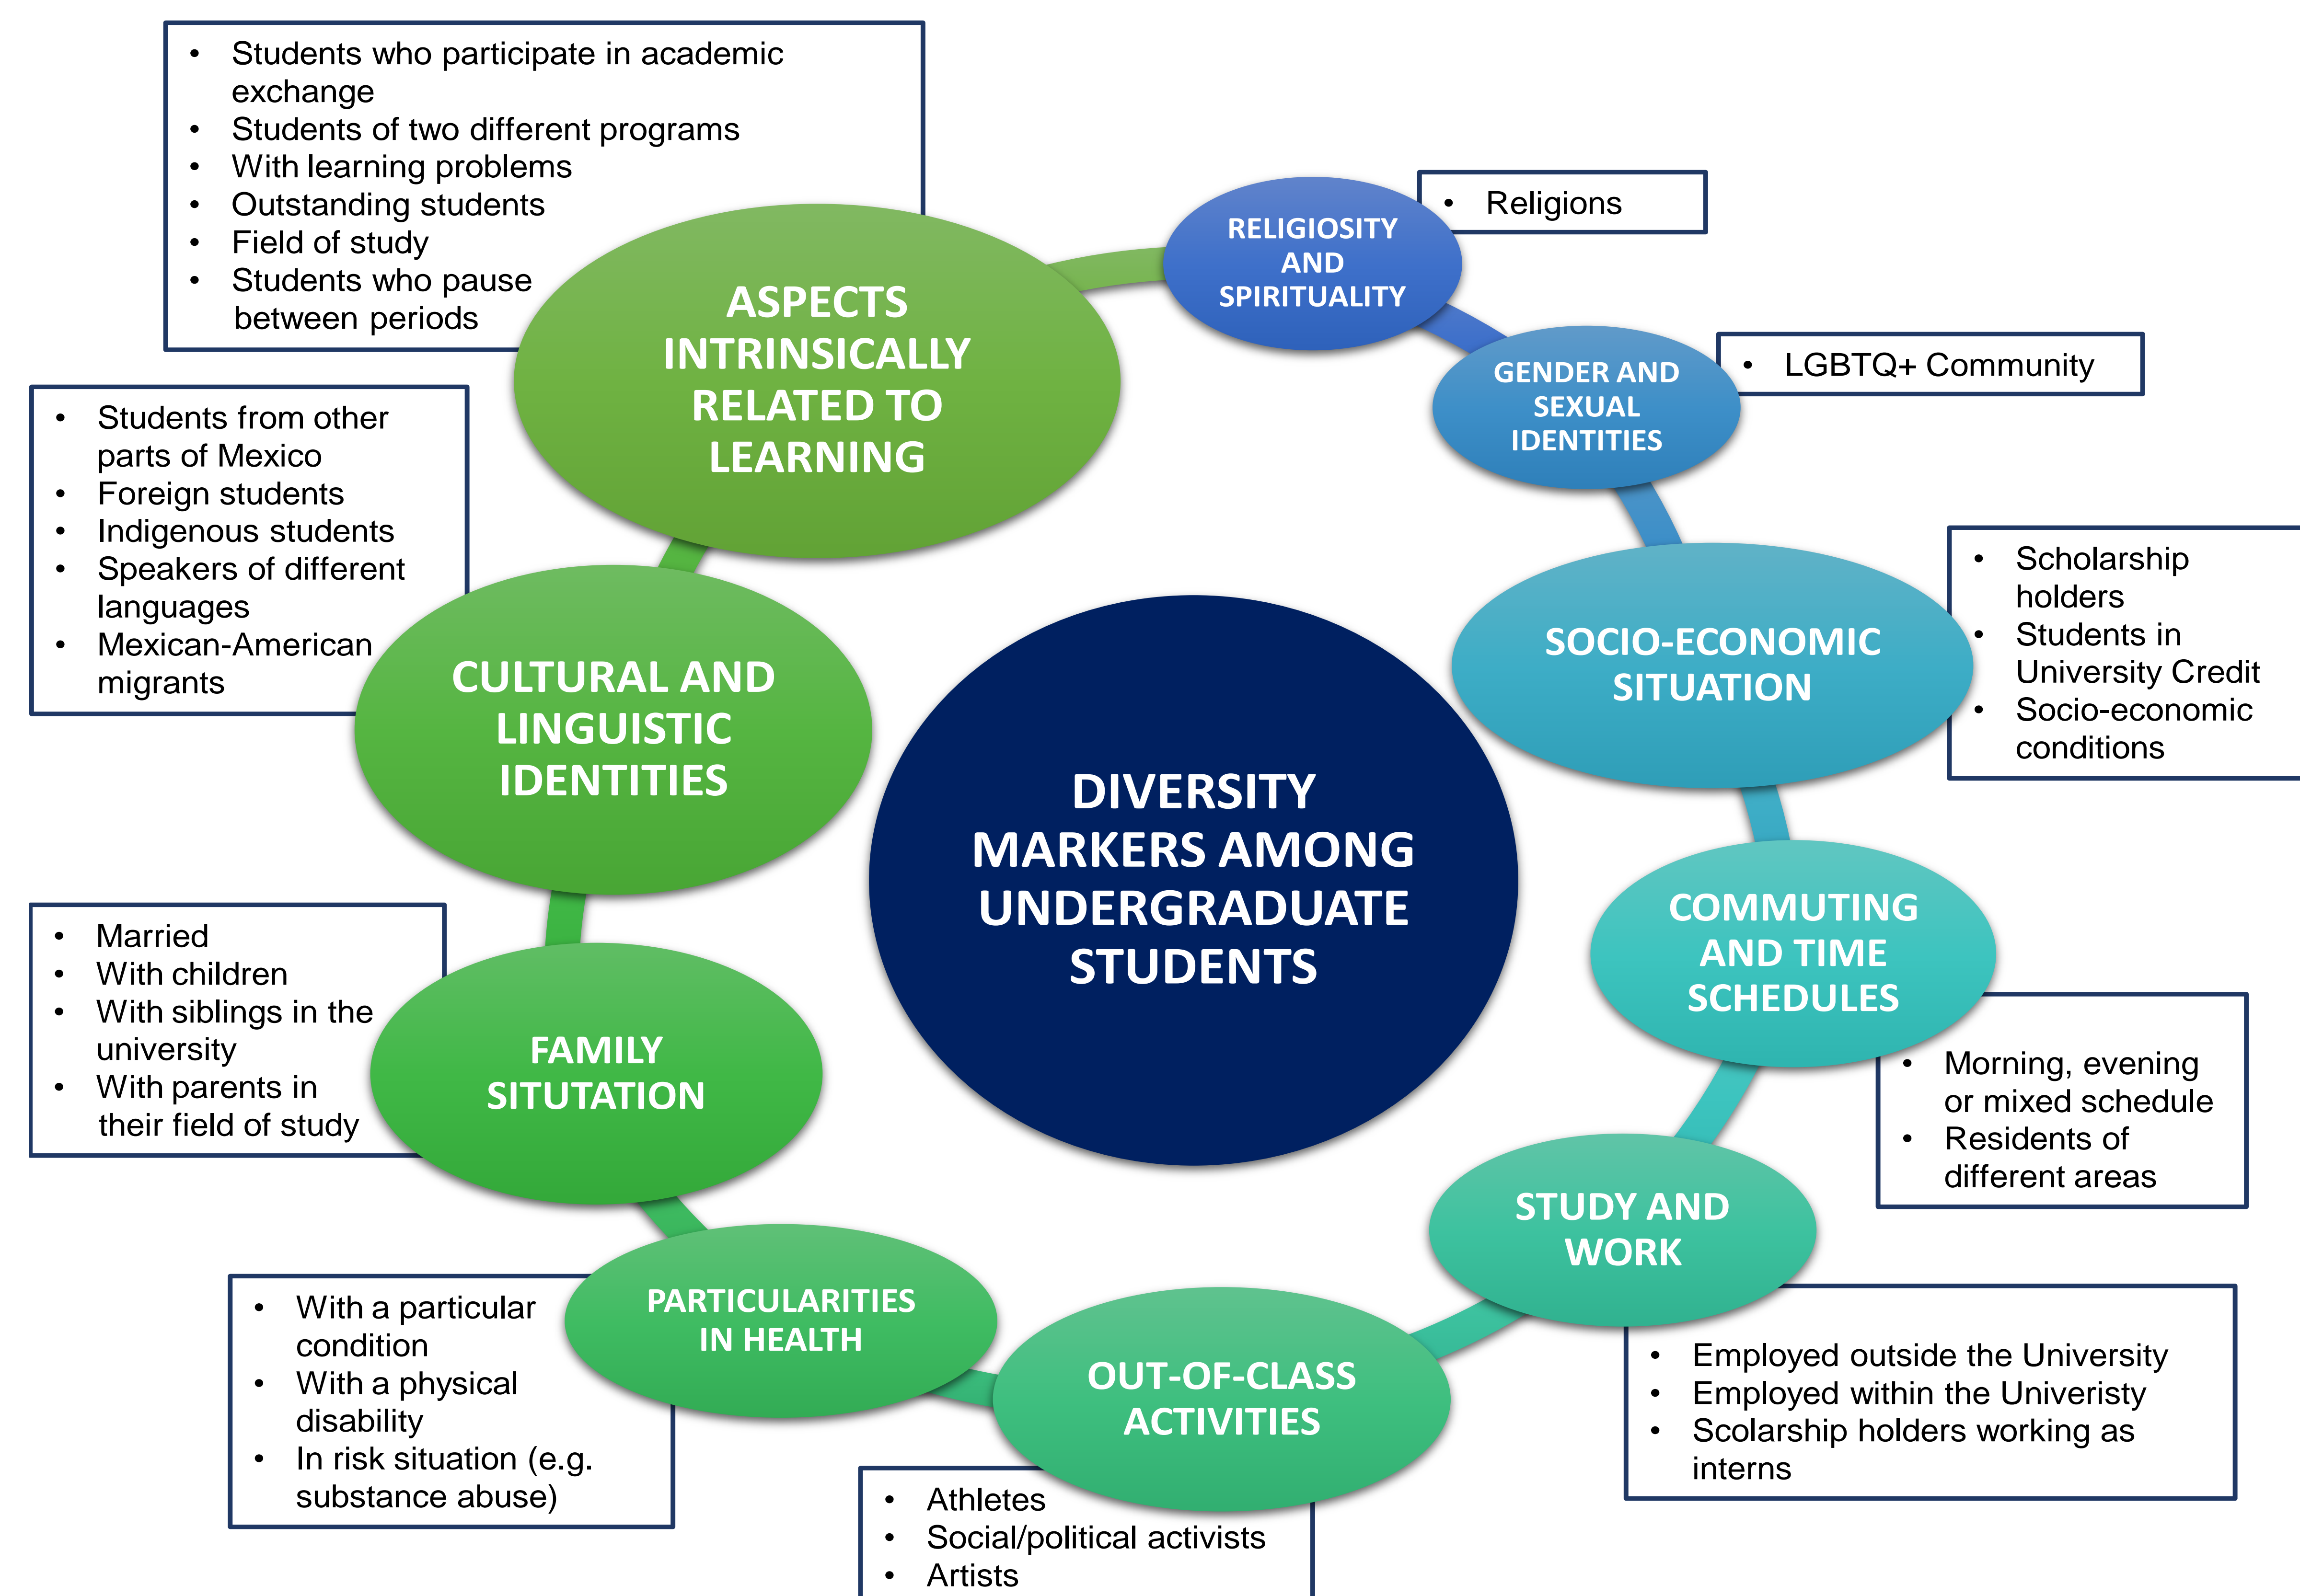 • Students who participate in academic
exchange
• Students of two different programs
• With learning problems
• Outstanding students
• Field of study
• Students who pause
between periods
ASPECTS
INTRINSICALLY
RELATED TO
LEARNING
RELIGIOSITY
AND
SPIRITUALITY
• Religions
GENDER AND
SEXUAL
IDENTITIES
• LGBTQ+ Community
SOCIO-ECONOMIC
SITUATION
• Scholarship
holders
• Students in
University Credit
• Socio-economic
conditions
COMMUTING
AND TIME
SCHEDULES
• Morning, evening
or mixed schedule
• Residents of
different areas
STUDY AND
WORK
• Employed outside the University
• Employed within the Univeristy
• Scolarship holders working as
interns
OUT-OF-CLASS
ACTIVITIES
• Athletes
• Social/political activists
• Artists
PARTICULARITIES
IN HEALTH
• With a particular
condition
• With a physical
disability
• In risk situation (e.g.
substance abuse)
FAMILY
SITUTATION
• Married
• With children
• With siblings in the
university
• With parents in
their field of study
CULTURAL AND
LINGUISTIC
IDENTITIES
• Students from other
parts of Mexico
• Foreign students
• Indigenous students
• Speakers of different
languages
• Mexican-American
migrants
DIVERSITY
MARKERS AMONG
UNDERGRADUATE
STUDENTS